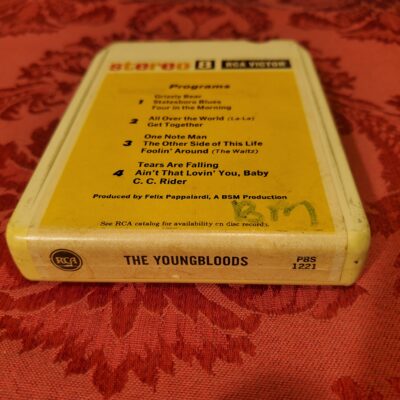 stereo 8 RCA VICTOR
Programs
Grizzly Bear
1 Statesboro Blues
Four in the Morning
All Over the World (La-La)
2 Get Together
One Note Man
3 The Other Side of This Life
Foolin' Around (The Waltz)
Tears Are Falling
4 Ain't That Lovin' You, Baby
C. C. Rider
Produced by Felix Pappalardi, A BSM Production
BM
See RCA catalog for availability on disc records.
RCA
THE YOUNGBLOODS
P8S
1221